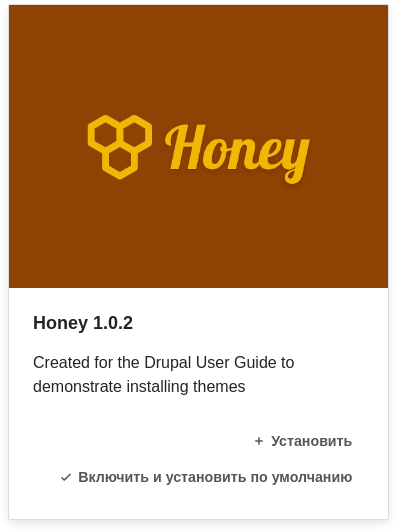 Honey
Honey 1.0.2
Created for the Drupal User Guide to
demonstrate installing themes
+ Установить
✓ Включить и установить по умолчанию